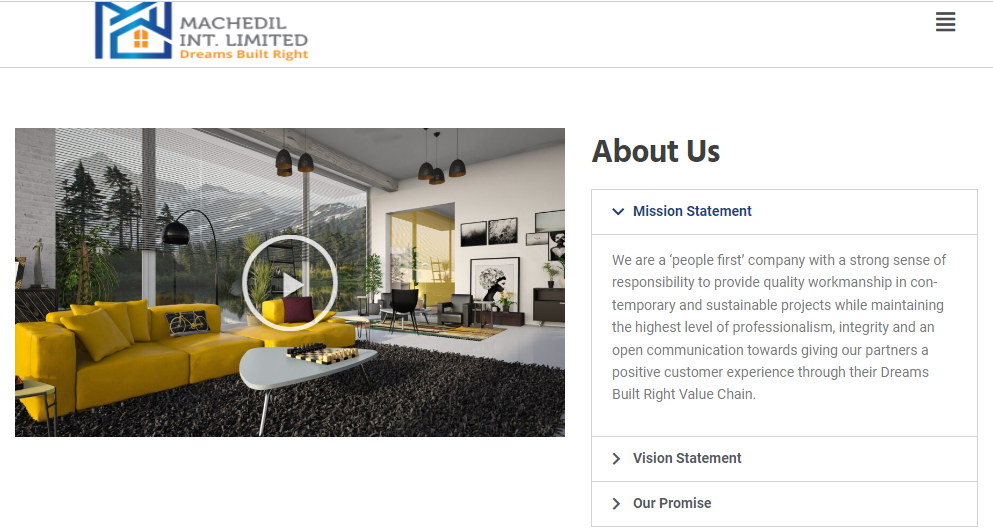 MACHEDIL
INT. LIMITED
Dreams Built Right
About Us
Mission Statement
We are a ‘people first’ company with a strong sense of
responsibility to provide quality workmanship in con-
temporary and sustainable projects while maintaining
the highest level of professionalism, integrity and an
open communication towards giving our partners a
positive customer experience through their Dreams
Built Right Value Chain.
Vision Statement
Our Promise